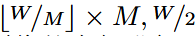 ⌊W/M⌋ × M, W/2